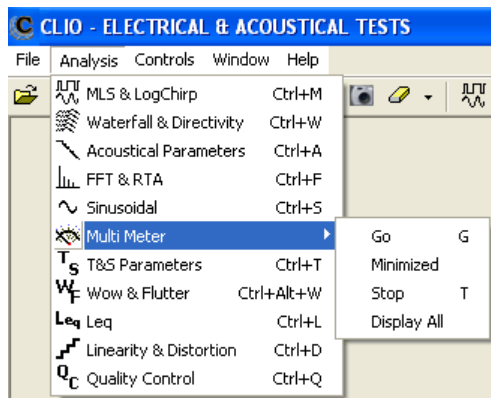 CLIO - ELECTRICAL & ACOUSTICAL TESTS
File Analysis Controls Window Help
MLS & LogChirp Ctrl+M
Waterfall & Directivity Ctrl+W
Acoustical Parameters Ctrl+A
FFT & RTA Ctrl+F
Sinusoidal Ctrl+S
Multi Meter
Go G
T&S Parameters Ctrl+T
Minimized
Wow & Flutter Ctrl+Alt+W
Stop T
Leq Leq Ctrl+L
Display All
Linearity & Distortion Ctrl+D
Quality Control Ctrl+Q